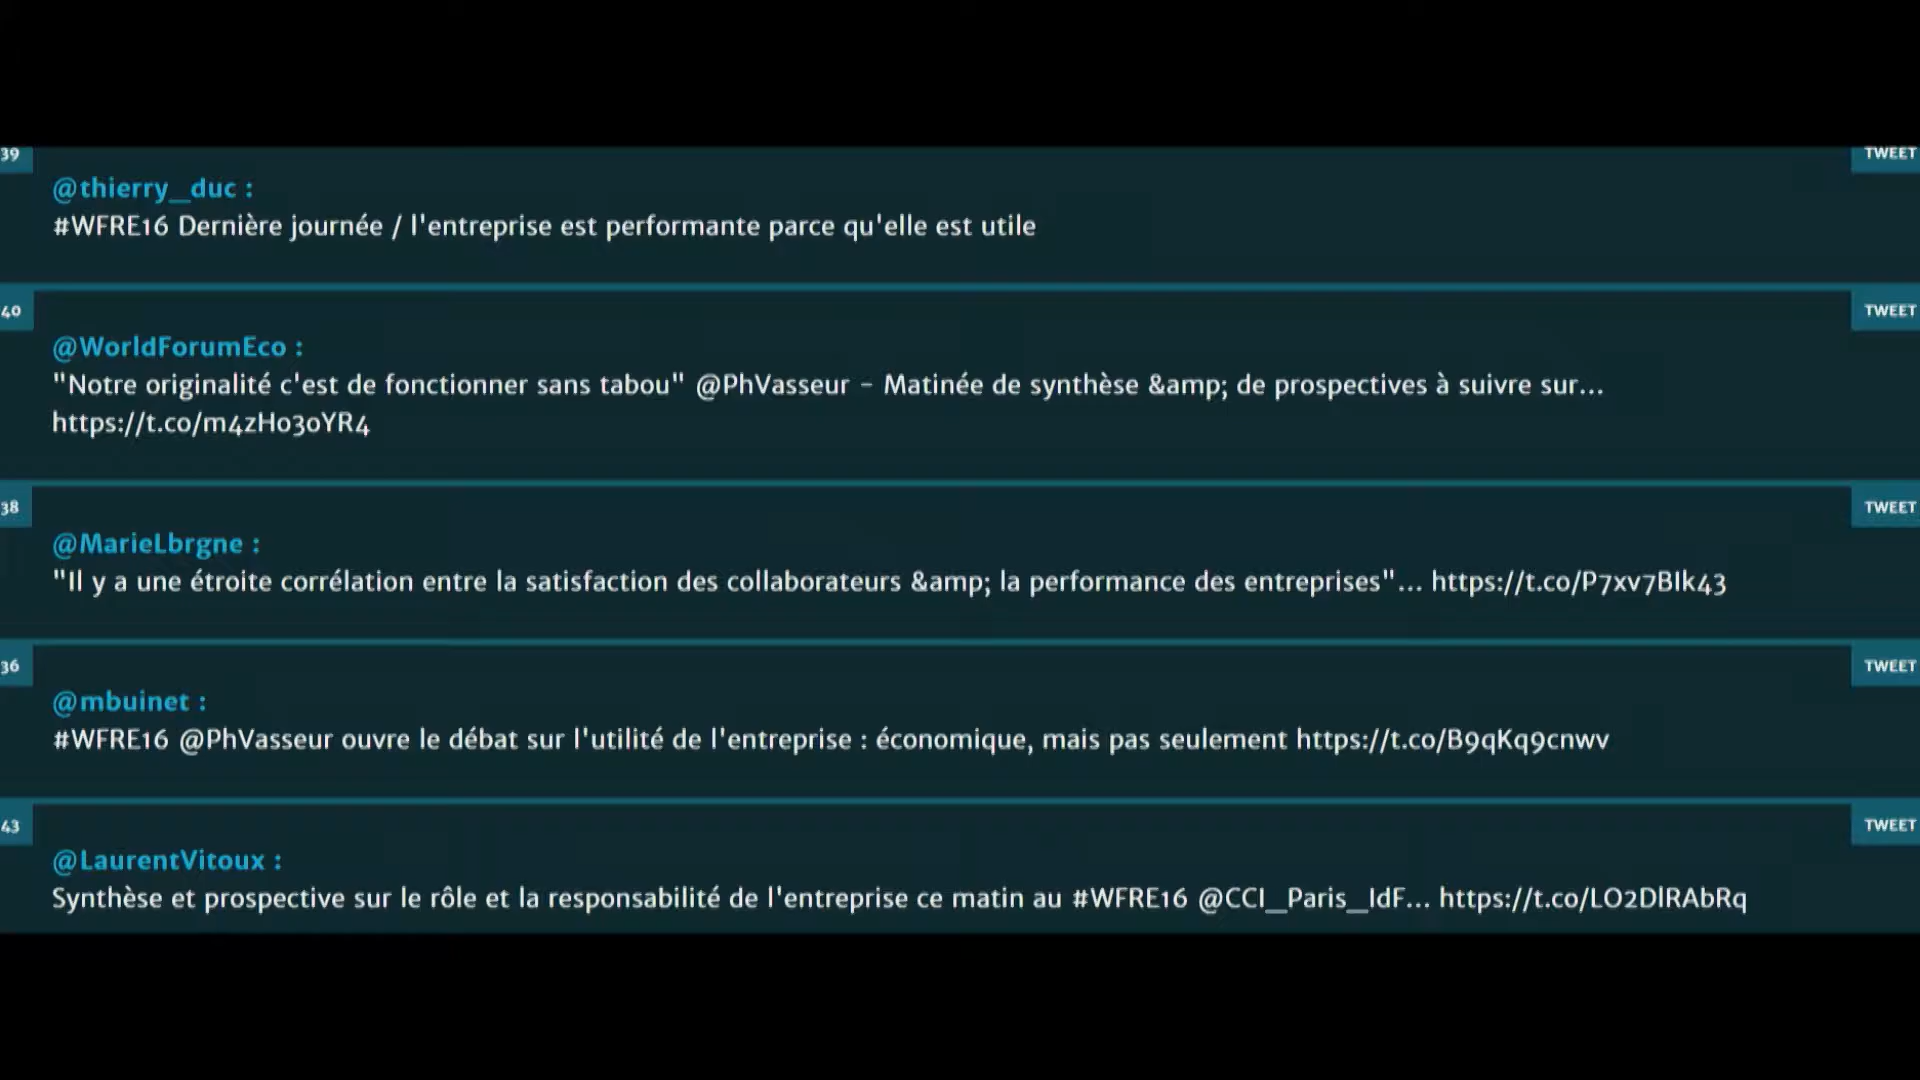 39
TWEET
@thierry_duc :
#WFRE16 Dernière journée / l'entreprise est performante parce qu'elle est utile
40
TWEET
@WorldForumEco :
"Notre originalité c'est de fonctionner sans tabou" @PhVasseur - Matinée de synthèse &amp; de prospectives à suivre sur...
https://t.co/m4zHo3oYR4
38
TWEET
@MarieLbrgne :
"Il y a une étroite corrélation entre la satisfaction des collaborateurs &amp; la performance des entreprises"... https://t.co/P7xv7BIk43
36
TWEET
@mbuinet :
#WFRE16 @PhVasseur ouvre le débat sur l'utilité de l'entreprise : économique, mais pas seulement https://t.co/B9qKq9cnwv
43
TWEET
@LaurentVitoux :
Synthèse et prospective sur le rôle et la responsabilité de l'entreprise ce matin au #WFRE16 @CCI_Paris_IdF... https://t.co/LO2DlRAbRq